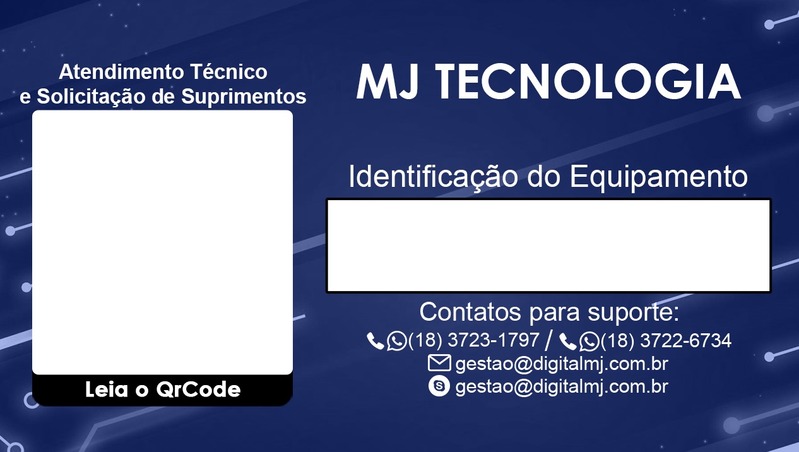 Atendimento Técnico
e Solicitação de Suprimentos
Leia o QrCode
MJ TECNOLOGIA
Identificação do Equipamento
Contatos para suporte:
(18) 3723-1797 / (18) 3722-6734
gestao@digitalmj.com.br
gestao@digitalmj.com.br